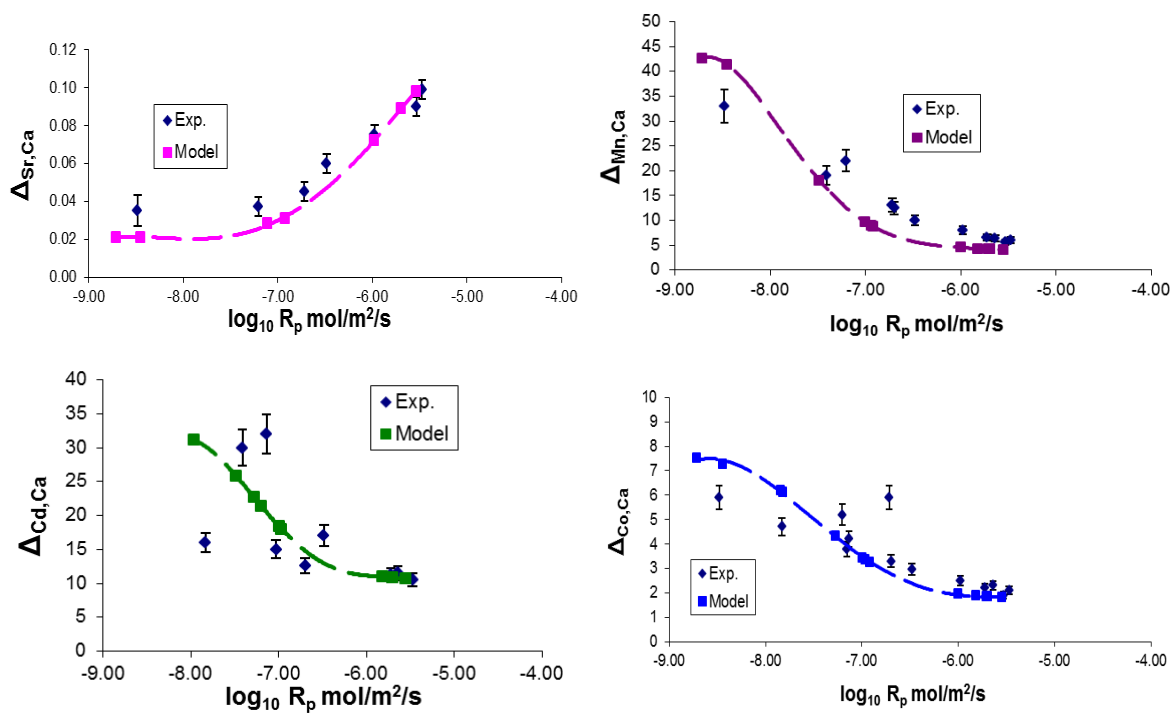 0.12
0.10
0.08
0.06
0.04
0.02
0.00
ΔSr,Ca
Exp.
Model
-9.00 -8.00 -7.00 -6.00 -5.00 -4.00
log10 Rp mol/m2/s
50
45
40
35
30
25
20
15
10
5
0
ΔMn,Ca
Exp.
Model
-9.00 -8.00 -7.00 -6.00 -5.00 -4.00
log10 Rp mol/m2/s
40
35
30
25
20
15
10
5
0
ΔCd,Ca
Exp.
Model
-9.00 -8.00 -7.00 -6.00 -5.00 -4.00
log10 Rp mol/m2/s
10
9
8
7
6
5
4
3
2
1
0
ΔCo,Ca
Exp.
Model
-9.00 -8.00 -7.00 -6.00 -5.00 -4.00
log10 Rp mol/m2/s